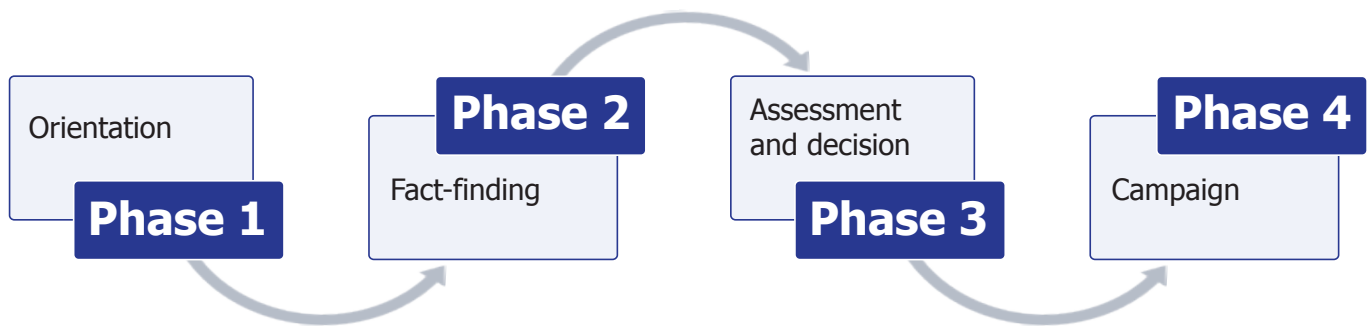 Orientation
Phase 1
Phase 2
Fact-finding
Assessment
and decision
Phase 3
Phase 4
Campaign